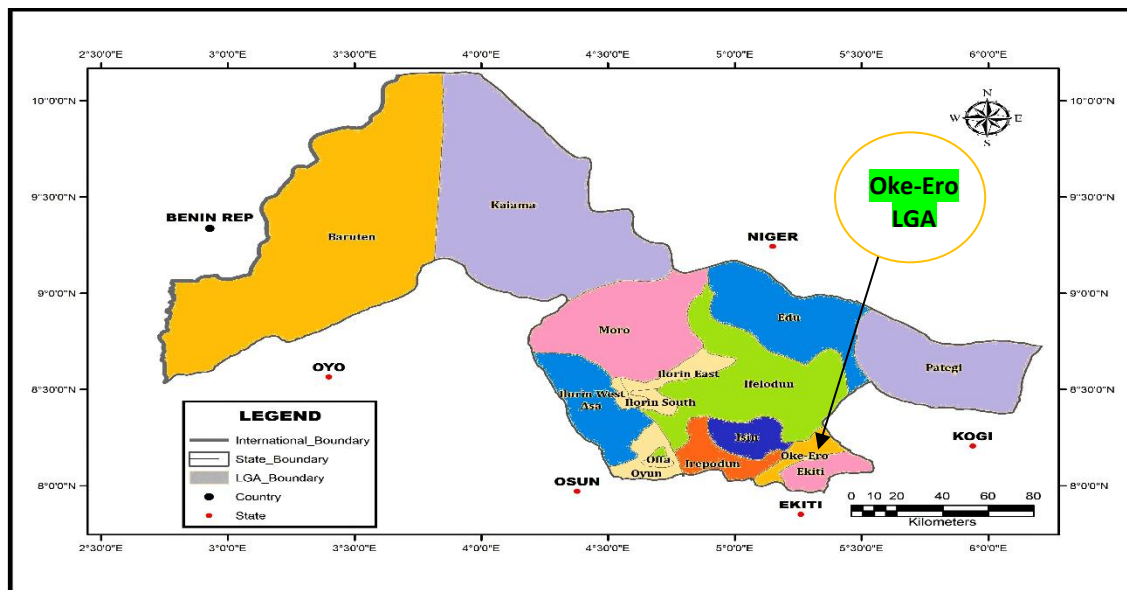 2°30'0"E 3°0'0"E 3°30'0"E 4°0'0"E 4°30'0"E 5°0'0"E 5°30'0"E 6°0'0"E
10°0'0"N 10°0'0"N
N
W E
S
Oke-Ero
LGA
9°30'0"N 9°30'0"N
Kaiama
BENIN REP
Baruten
NIGER
9°0'0"N 9°0'0"N
Edu
Moro
Pategi
OYO
Ilorin East
Ifelodun
8°30'0"N 8°30'0"N
Ilurin West
Asa
Ilorin South
LEGEND
International_Boundary
State_Boundary
LGA_Boundary
Country
State
Isin
KOGI
Offa
Irepodun
Oke-Ero
Oyun
Ekiti
8°0'0"N 8°0'0"N
OSUN
EKITI
0 10 20 40 60 80
Kilometers
2°30'0"E 3°0'0"E 3°30'0"E 4°0'0"E 4°30'0"E 5°0'0"E 5°30'0"E 6°0'0"E